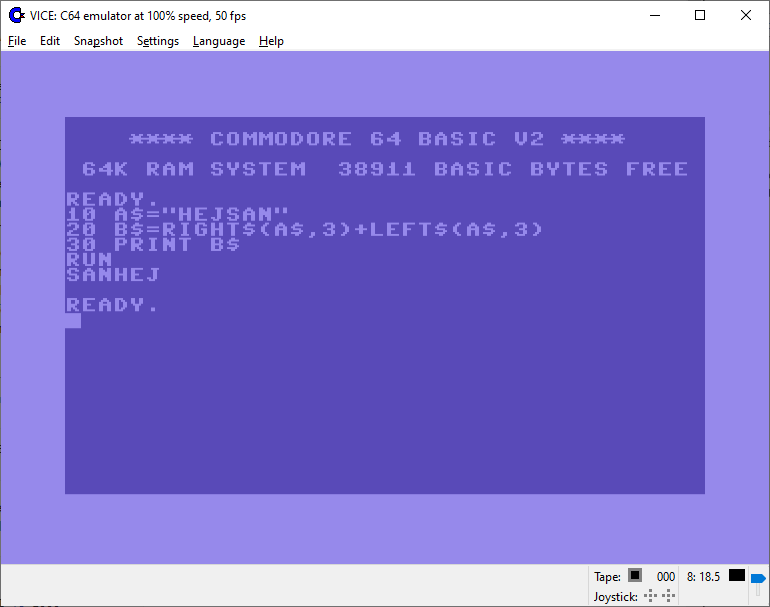 VICE: C64 emulator at 100% speed, 50 fps
File Edit Snapshot Settings Language Help
**** COMMODORE 64 BASIC V2 ****
64K RAM SYSTEM  38911 BASIC BYTES FREE
READY.
10 A$="HEJSAN"
20 B$=RIGHT$(A$,3)+LEFT$(A$,3)
30 PRINT B$
RUN
SANHEJ
READY.
Tape: 000 8: 18.5
Joystick: